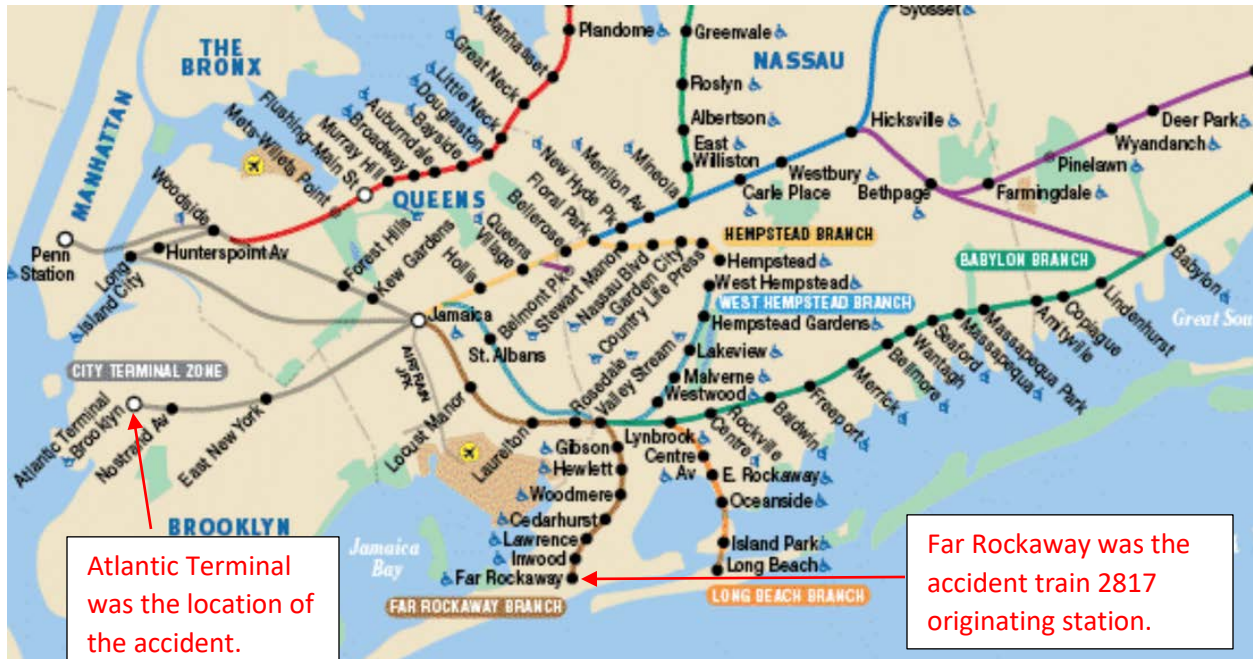 THE
BRONX
MANHATTAN
QUEENS
NASSAU
BROOKLYN
Syosset
Plandome
Greenvale
Manhasset
Great Neck
Little Neck
Douglaston
Bayside
Auburndale
Broadway
Murray Hill
Flushing-Main St
Mets-Willets Point
Roslyn
Albertson
East
Williston
Mineola
Merillon Av
New Hyde Pk
Floral Park
Bellerose
Queens
Village
Hollis
Hicksville
Westbury
Carle Place
Bethpage
Farmingdale
Pinelawn
Wyandanch
Deer Park
Woodside
Penn
Station
Hunterspoint Av
Long
Island City
Forest Hills
Kew Gardens
Jamaica
AIRTRAIN
JFK
CITY TERMINAL ZONE
Atlantic Terminal
Brooklyn
Nostrand Av
East New York
HEMPSTEAD BRANCH
Hempstead
Belmont Pk
Stewart Manor
Nassau Blvd
Garden City
Country Life Press
West Hempstead
WEST HEMPSTEAD BRANCH
Hempstead Gardens
Lakeview
Malverne
Westwood
St. Albans
Locust Manor
Laurelton
Rosedale
Valley Stream
BABYLON BRANCH
Lynbrook
Rockville
Centre
Baldwin
Freeport
Merrick
Bellmore
Wantagh
Seaford
Massapequa
Massapequa Park
Amityville
Copiague
Lindenhurst
Babylon
Great Sou
Gibson
Hewlett
Woodmere
Cedarhurst
Lawrence
Inwood
Far Rockaway
FAR ROCKAWAY BRANCH
Jamaica
Bay
Centre
Av
E. Rockaway
Oceanside
Island Park
Long Beach
LONG BEACH BRANCH
Atlantic Terminal
was the location of
the accident.
Far Rockaway was the
accident train 2817
originating station.